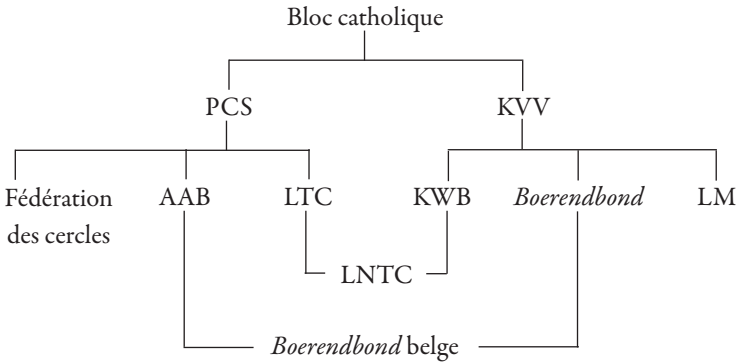 Bloc catholique
PCS KVV
Fédération AAB LTC KWB Boerendbond LM
des cercles
LNTC
Boerendbond belge